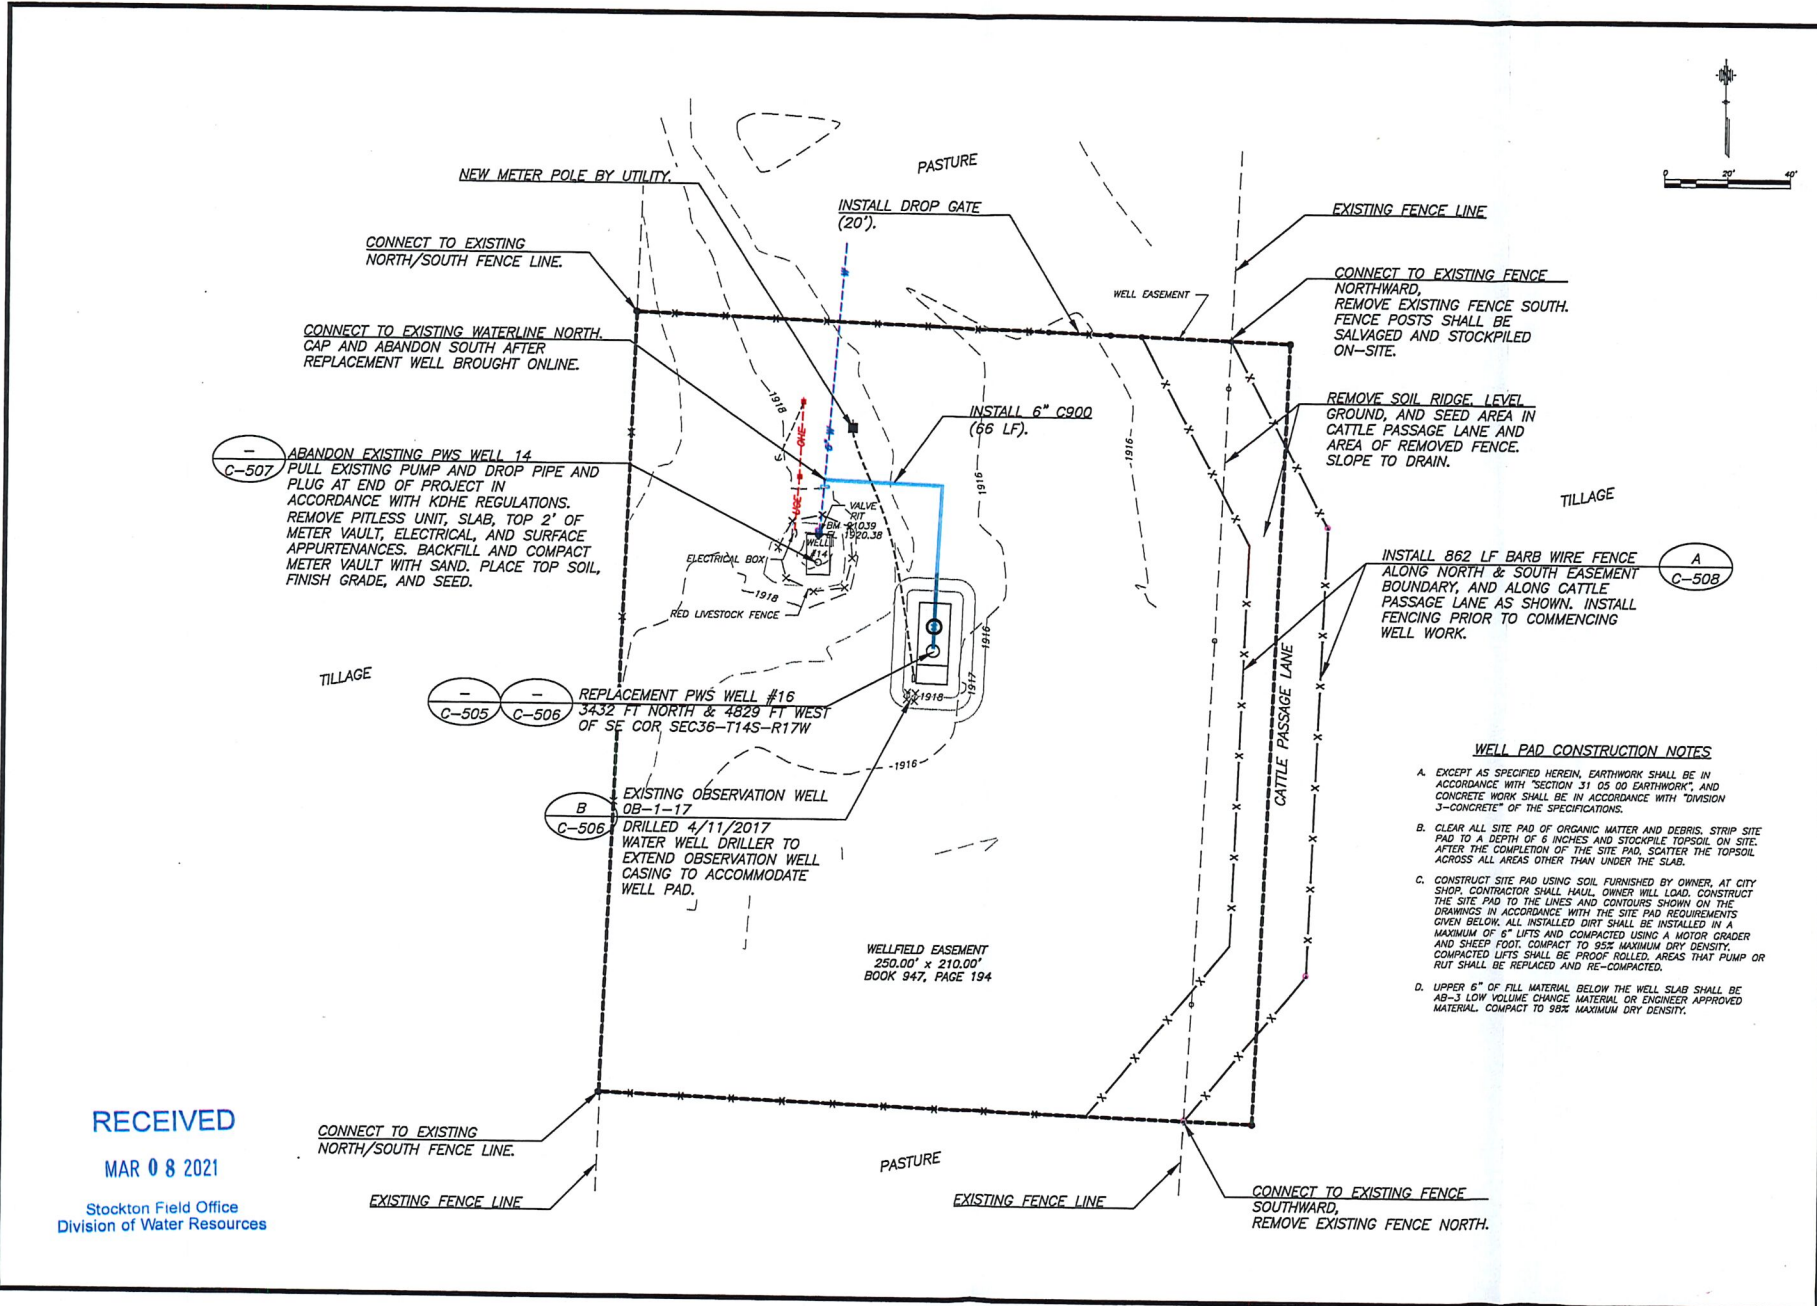 PASTURE
NEW METER POLE BY UTILITY.
INSTALL DROP GATE
(20').
EXISTING FENCE LINE
0 20' 40'
CONNECT TO EXISTING
NORTH/SOUTH FENCE LINE.
WELL EASEMENT
CONNECT TO EXISTING FENCE
NORTHWARD,
REMOVE EXISTING FENCE SOUTH.
FENCE POSTS SHALL BE
SALVAGED AND STOCKPILED
ON-SITE.
CONNECT TO EXISTING WATERLINE NORTH.
CAP AND ABANDON SOUTH AFTER
REPLACEMENT WELL BROUGHT ONLINE.
1918
INSTALL 6" C900
(66 LF).
REMOVE SOIL RIDGE, LEVEL
GROUND, AND SEED AREA IN
CATTLE PASSAGE LANE AND
AREA OF REMOVED FENCE.
SLOPE TO DRAIN.
OHE
UGE
1916
1916
—
C-507
ABANDON EXISTING PWS WELL 14
PULL EXISTING PUMP AND DROP PIPE AND
PLUG AT END OF PROJECT IN
ACCORDANCE WITH KDHE REGULATIONS.
REMOVE PITLESS UNIT, SLAB, TOP 2' OF
METER VAULT, ELECTRICAL, AND SURFACE
APPURTENANCES. BACKFILL AND COMPACT
METER VAULT WITH SAND. PLACE TOP SOIL,
FINISH GRADE, AND SEED.
VALVE
PIT
EL 1920.38
WELL
#14
ELECTRICAL BOX
1918
RED LIVESTOCK FENCE
TILLAGE
INSTALL 862 LF BARB WIRE FENCE
ALONG NORTH & SOUTH EASEMENT
BOUNDARY, AND ALONG CATTLE
PASSAGE LANE AS SHOWN. INSTALL
FENCING PRIOR TO COMMENCING
WELL WORK.
A
C-508
1916
1917
1918
TILLAGE
—
C-505
—
C-506
REPLACEMENT PWS WELL #16
3432 FT NORTH & 4829 FT WEST
OF SE COR SEC36-T14S-R17W
1916
CATTLE PASSAGE LANE
B
C-506
EXISTING OBSERVATION WELL
OB-1-17
DRILLED 4/11/2017
WATER WELL DRILLER TO
EXTEND OBSERVATION WELL
CASING TO ACCOMMODATE
WELL PAD.
WELLFIELD EASEMENT
250.00' x 210.00'
BOOK 947, PAGE 194
WELL PAD CONSTRUCTION NOTES
A. EXCEPT AS SPECIFIED HEREIN, EARTHWORK SHALL BE IN
ACCORDANCE WITH "SECTION 31 05 00 EARTHWORK", AND
CONCRETE WORK SHALL BE IN ACCORDANCE WITH "DIVISION
3-CONCRETE" OF THE SPECIFICATIONS.
B. CLEAR ALL SITE PAD OF ORGANIC MATTER AND DEBRIS. STRIP SITE
PAD TO A DEPTH OF 6 INCHES AND STOCKPILE TOPSOIL ON SITE.
AFTER THE COMPLETION OF THE SITE PAD, SCATTER THE TOPSOIL
ACROSS ALL AREAS OTHER THAN UNDER THE SLAB.
C. CONSTRUCT SITE PAD USING SOIL FURNISHED BY OWNER, AT CITY
SHOP. CONTRACTOR SHALL HAUL, OWNER WILL LOAD. CONSTRUCT
THE SITE PAD TO THE LINES AND CONTOURS SHOWN ON THE
DRAWINGS IN ACCORDANCE WITH THE SITE PAD REQUIREMENTS
GIVEN BELOW. ALL INSTALLED DIRT SHALL BE INSTALLED IN A
MAXIMUM OF 6" LIFTS AND COMPACTED USING A MOTOR GRADER
AND SHEEP FOOT. COMPACT TO 95% MAXIMUM DRY DENSITY.
COMPACTED LIFTS SHALL BE PROOF ROLLED. AREAS THAT PUMP OR
RUT SHALL BE REPLACED AND RE-COMPACTED.
D. UPPER 6" OF FILL MATERIAL BELOW THE WELL SLAB SHALL BE
AB-3 LOW VOLUME CHANGE MATERIAL OR ENGINEER APPROVED
MATERIAL. COMPACT TO 98% MAXIMUM DRY DENSITY.
RECEIVED
MAR 08 2021
Stockton Field Office
Division of Water Resources
CONNECT TO EXISTING
NORTH/SOUTH FENCE LINE.
EXISTING FENCE LINE
PASTURE
EXISTING FENCE LINE
CONNECT TO EXISTING FENCE
SOUTHWARD,
REMOVE EXISTING FENCE NORTH.